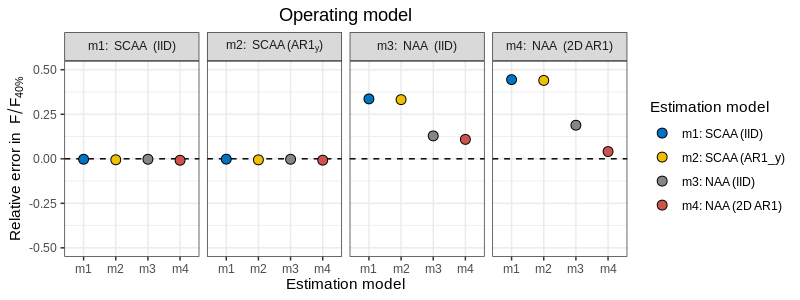 Operating model
m1: SCAA (IID)
m2: SCAA (AR1y)
m3: NAA (IID)
m4: NAA (2D AR1)
Relative error in F/F40%
0.50
0.25
0.00
-0.25
-0.50
m1 m2 m3 m4
m1 m2 m3 m4
m1 m2 m3 m4
m1 m2 m3 m4
Estimation model
Estimation model
m1: SCAA (IID)
m2: SCAA (AR1_y)
m3: NAA (IID)
m4: NAA (2D AR1)